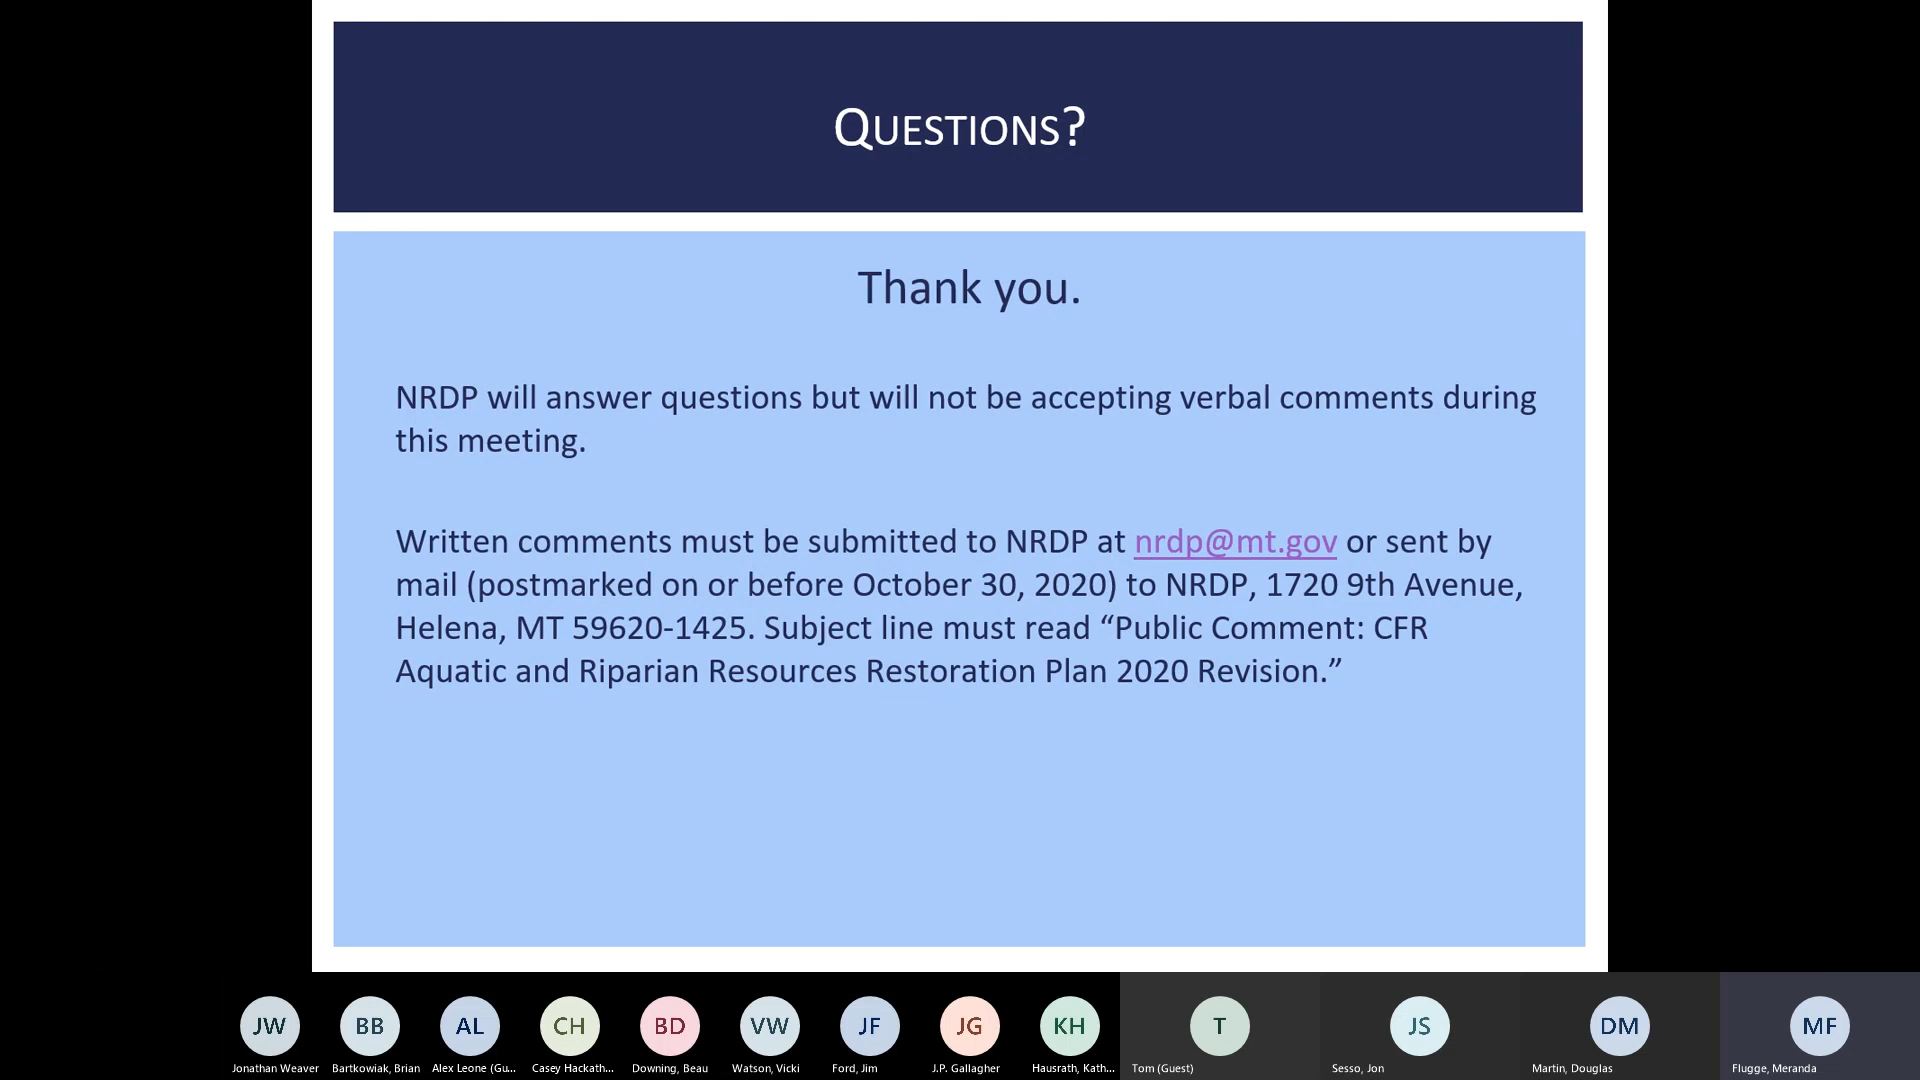 QUESTIONS?
Thank you.
NRDP will answer questions but will not be accepting verbal comments during
this meeting.
Written comments must be submitted to NRDP at nrdp@mt.gov or sent by
mail (postmarked on or before October 30, 2020) to NRDP, 1720 9th Avenue,
Helena, MT 59620-1425. Subject line must read “Public Comment: CFR
Aquatic and Riparian Resources Restoration Plan 2020 Revision.”
JW BB AL CH BD VW JF JG KH T JS DM MF
Jonathan Weaver Bartkowiak, Brian Alex Leone (Gu... Casey Hackath... Downing, Beau Watson, Vicki Ford, Jim J.P. Gallagher Hausrath, Kath... Tom (Guest) Sesso, Jon Martin, Douglas Flugge, Meranda